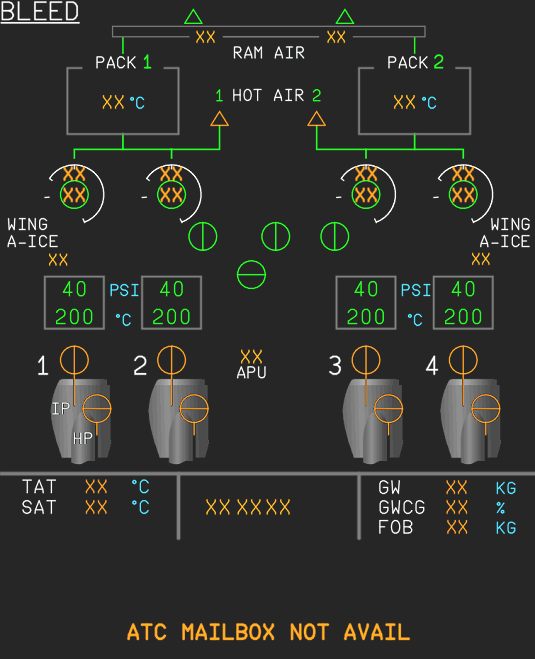 BLEED
XX XX
RAM AIR
PACK 1 PACK 2
XX °C XX °C
1 HOT AIR 2
XX XX XX XX
XX XX XX XX
WING A-ICE WING A-ICE
XX XX
40 PSI 40 40 PSI 40
200 °C 200 200 °C 200
1 2 XX 3 4
APU
IP
HP
TAT XX °C
SAT XX °C
XX XX XX
GW XX KG
GWCG XX %
FOB XX KG
ATC MAILBOX NOT AVAIL